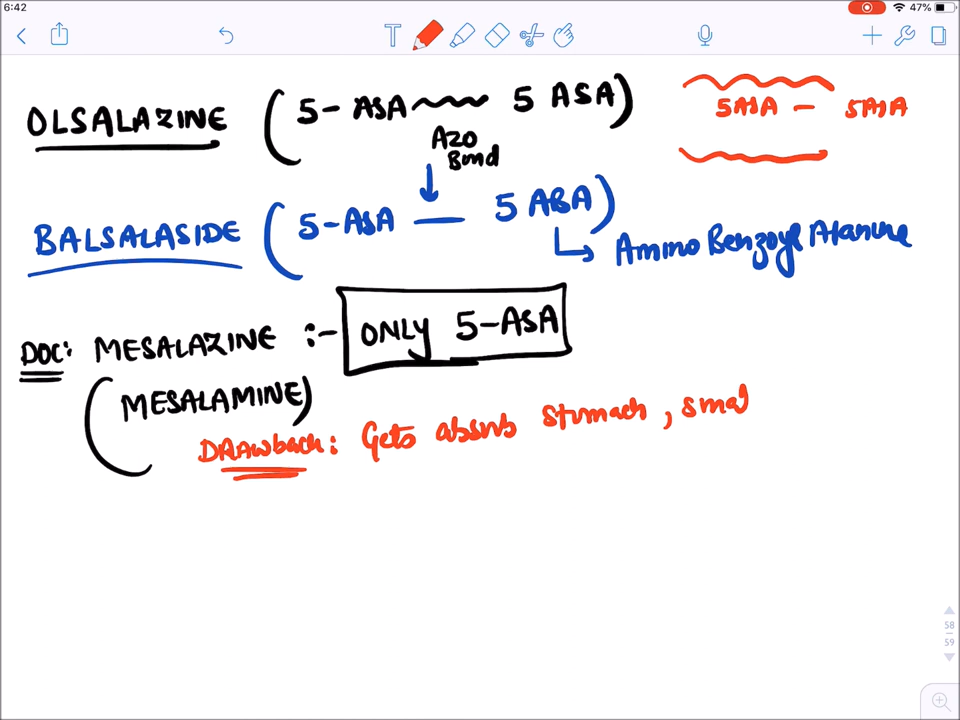 6:42
47%
T
OLSALAZINE (5-ASA 5 ASA)
Azo
Bond
5ASA - 5ASA
BALSALASIDE (5-ASA — 5 ABA)
Amino Benzoyl Alanine
DOC: MESALAZINE :- ONLY 5-ASA
(MESALAMINE)
DRAWback: Gets absorb stomach, smal
58
59